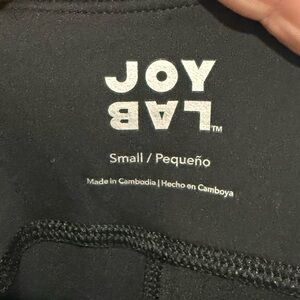 JOY
LAB™
Small / Pequeño
Made in Cambodia | Hecho en Camboya